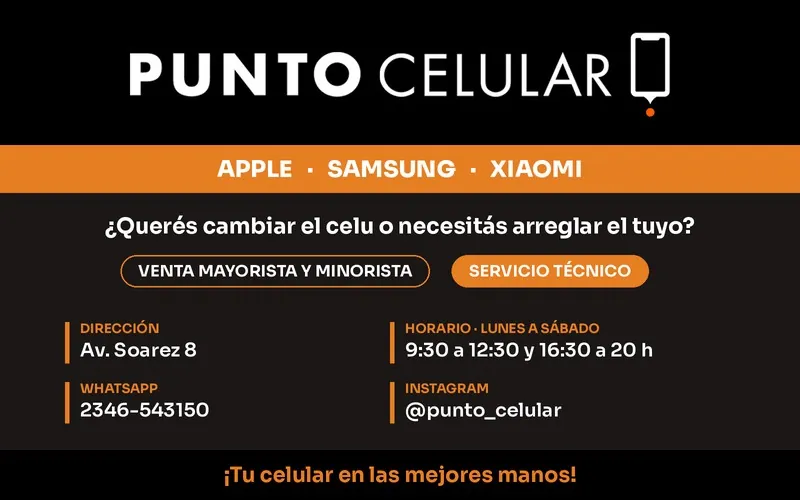 PUNTO CELULAR
APPLE · SAMSUNG · XIAOMI
¿Querés cambiar el celu o necesitás arreglar el tuyo?
VENTA MAYORISTA Y MINORISTA
SERVICIO TÉCNICO
DIRECCIÓN
Av. Soarez 8
HORARIO · LUNES A SÁBADO
9:30 a 12:30 y 16:30 a 20 h
WHATSAPP
2346-543150
INSTAGRAM
@punto_celular
¡Tu celular en las mejores manos!